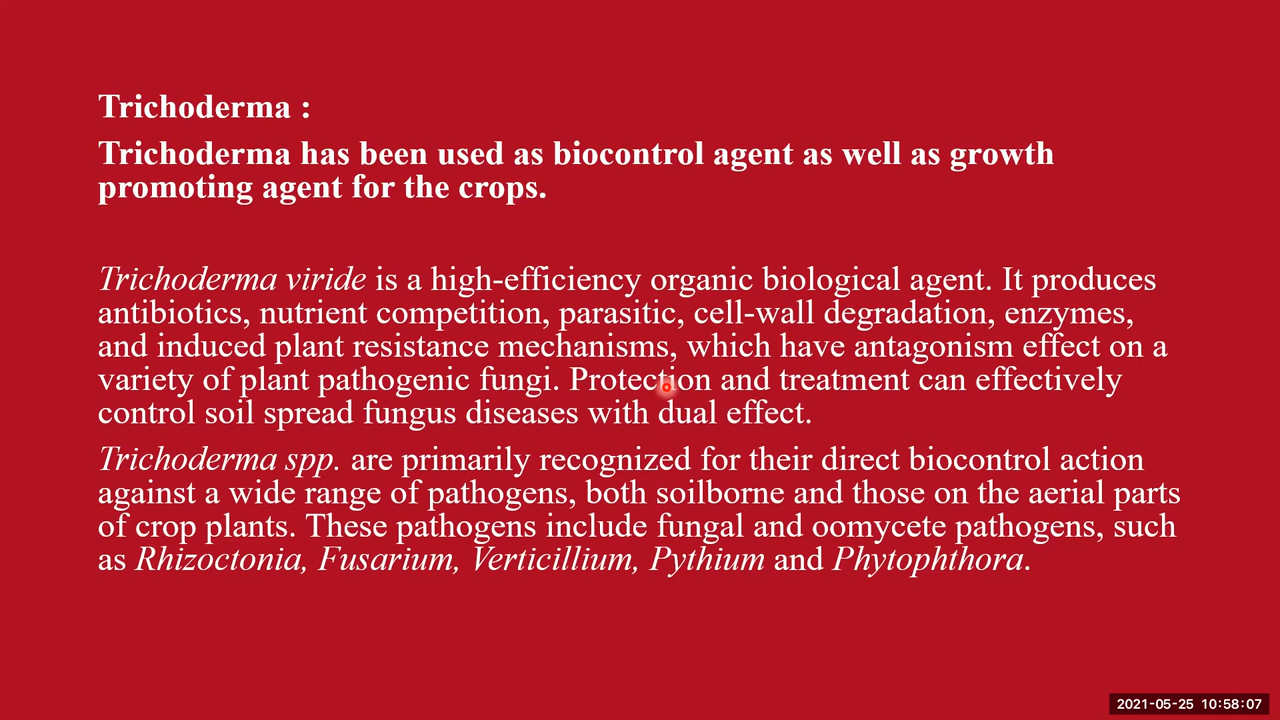 Trichoderma :
Trichoderma has been used as biocontrol agent as well as growth
promoting agent for the crops.
Trichoderma viride is a high-efficiency organic biological agent. It produces
antibiotics, nutrient competition, parasitic, cell-wall degradation, enzymes,
and induced plant resistance mechanisms, which have antagonism effect on a
variety of plant pathogenic fungi. Protection and treatment can effectively
control soil spread fungus diseases with dual effect.
Trichoderma spp. are primarily recognized for their direct biocontrol action
against a wide range of pathogens, both soilborne and those on the aerial parts
of crop plants. These pathogens include fungal and oomycete pathogens, such
as Rhizoctonia, Fusarium, Verticillium, Pythium and Phytophthora.
2021-05-25 10:58:07